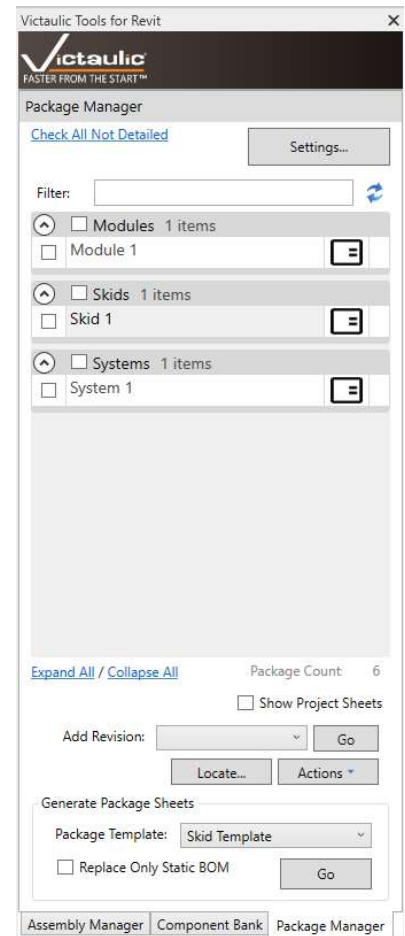 Victaulic Tools for Revit
Victaulic
FASTER FROM THE START™
Package Manager
Check All Not Detailed
Settings...
Filter:
Modules 1 items
Module 1
Skids 1 items
Skid 1
Systems 1 items
System 1
Expand All / Collapse All
Package Count 6
Show Project Sheets
Add Revision:
Go
Locate...
Actions
Generate Package Sheets
Package Template: Skid Template
Replace Only Static BOM
Go
Assembly Manager Component Bank Package Manager